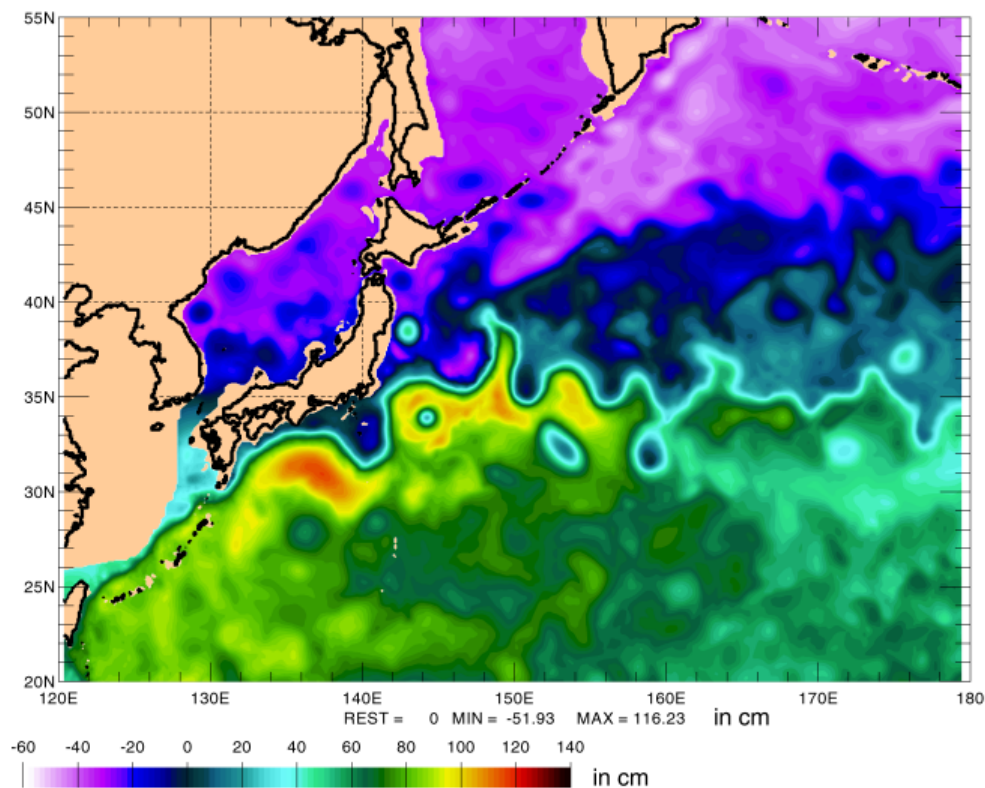 55N
50N
45N
40N
35N
30N
25N
20N
120E 130E 140E 150E 160E 170E 180
REST = 0 MIN = -51.93 MAX = 116.23 in cm
-60 -40 -20 0 20 40 60 80 100 120 140
in cm